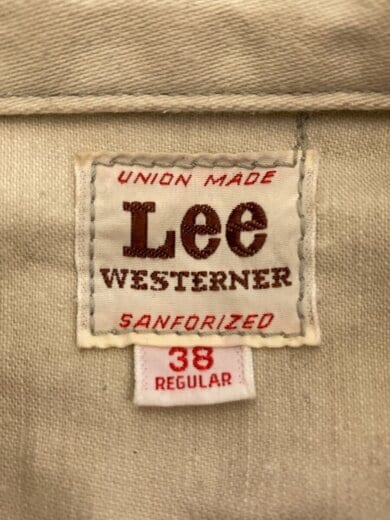 UNION MADE
Lee
WESTERNER
SANFORIZED
38
REGULAR